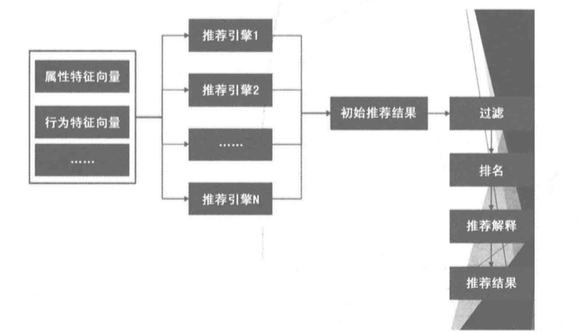 属性特征向量
行为特征向量
……
推荐引擎1
推荐引擎2
……
推荐引擎N
初始推荐结果
过滤
排名
推荐解释
推荐结果